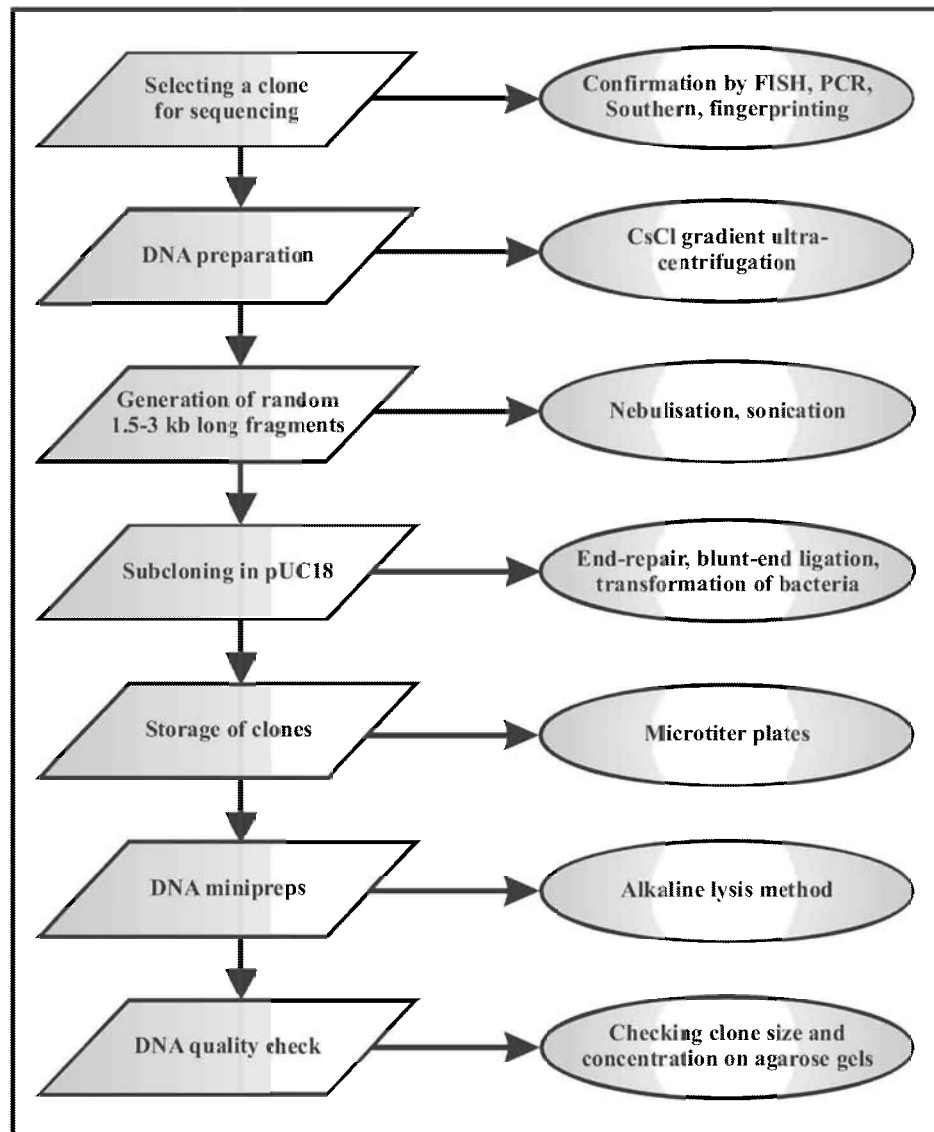 Selecting a clone
for sequencing
Confirmation by FISH, PCR,
Southern, fingerprinting
DNA preparation
CsCl gradient ultra-
centrifugation
Generation of random
1.5-3 kb long fragments
Nebulisation, sonication
Subcloning in pUC18
End-repair, blunt-end ligation,
transformation of bacteria
Storage of clones
Microtiter plates
DNA minipreps
Alkaline lysis method
DNA quality check
Checking clone size and
concentration on agarose gels